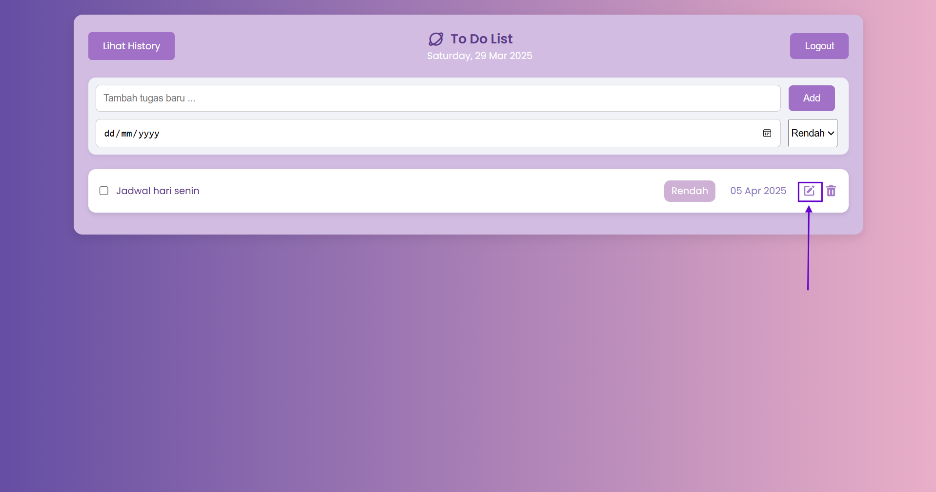 Lihat History
To Do List
Saturday, 29 Mar 2025
Logout
Tambah tugas baru ...
Add
dd/mm/yyyy
Rendah
Jadwal hari senin
Rendah
05 Apr 2025